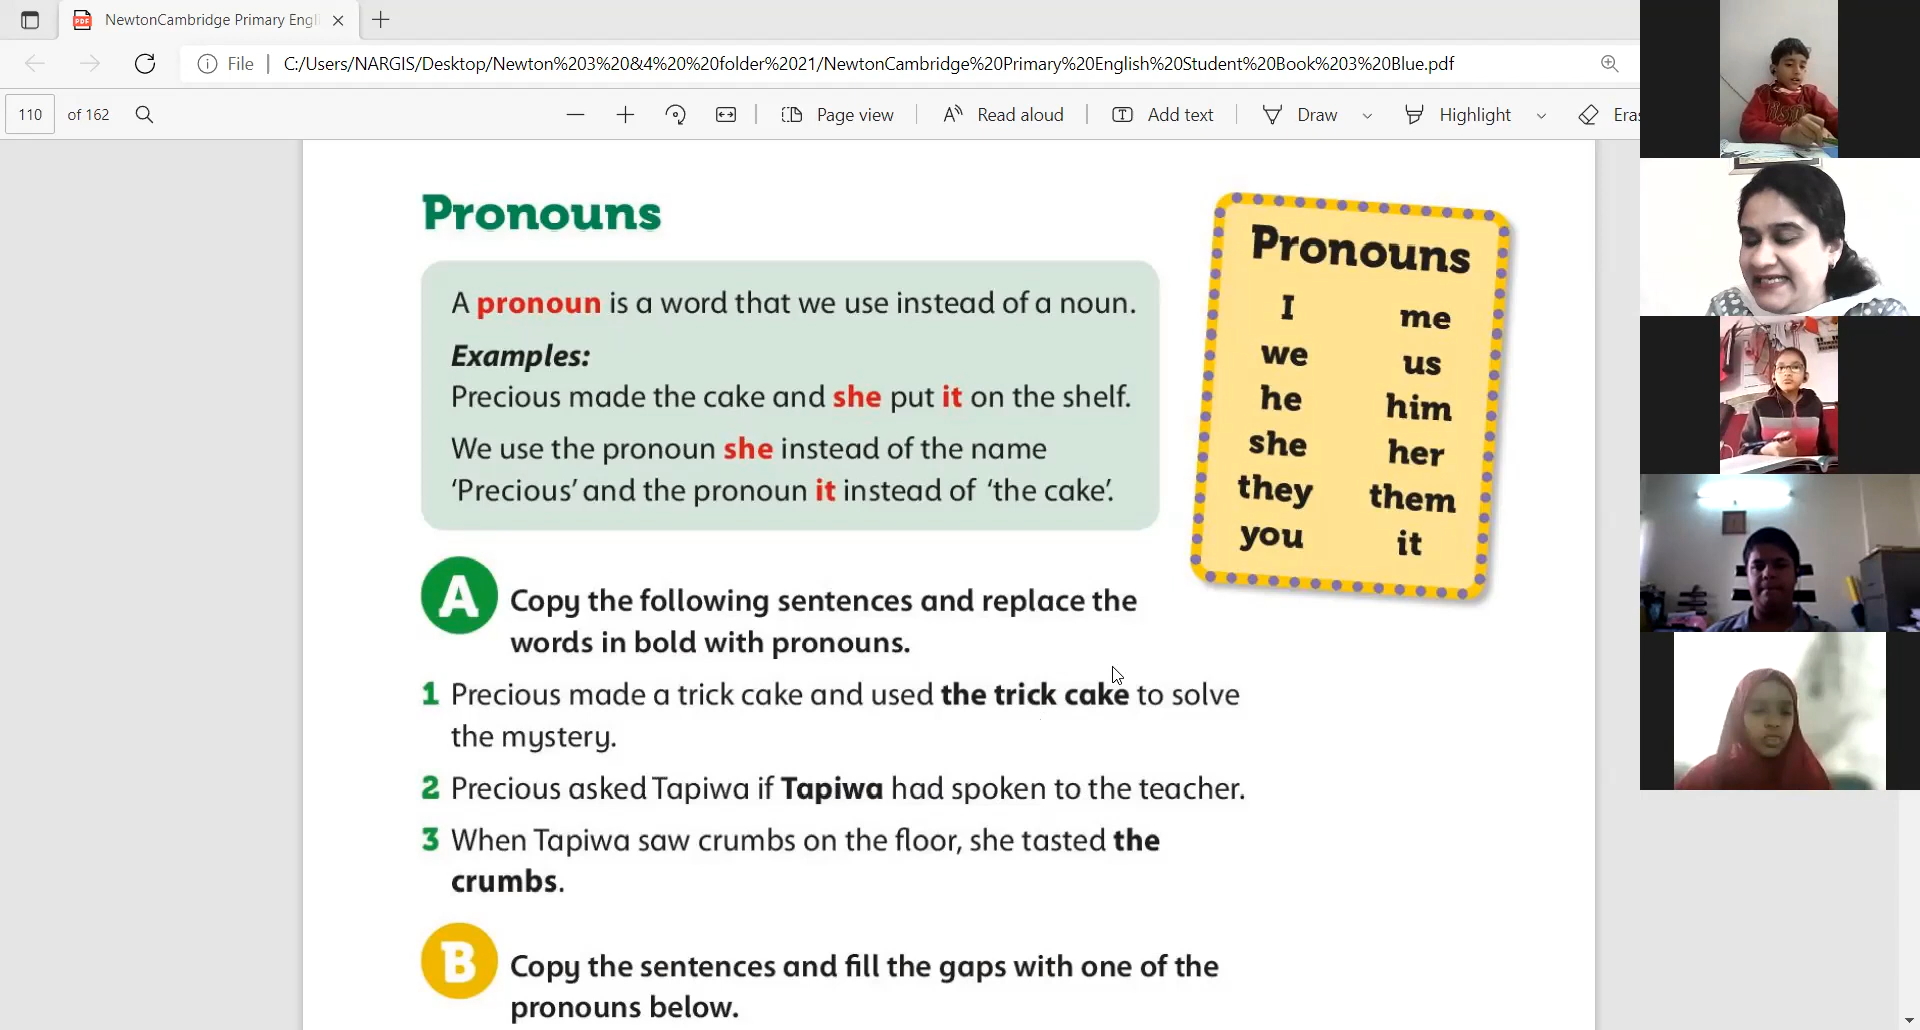 NewtonCambridge Primary Engli
File
C:/Users/NARGIS/Desktop/Newton%203%20&4%20%20folder%2021/NewtonCambridge%20Primary%20English%20Student%20Book%203%20Blue.pdf
110 of 162
Page view
Read aloud
Add text
Draw
Highlight
Eras
Pronouns
A pronoun is a word that we use instead of a noun.
Examples:
Precious made the cake and she put it on the shelf.
We use the pronoun she instead of the name
‘Precious’ and the pronoun it instead of ‘the cake’.
Pronouns
I me
we us
he him
she her
they them
you it
A Copy the following sentences and replace the
words in bold with pronouns.
1 Precious made a trick cake and used the trick cake to solve
the mystery.
2 Precious asked Tapiwa if Tapiwa had spoken to the teacher.
3 When Tapiwa saw crumbs on the floor, she tasted the
crumbs.
B Copy the sentences and fill the gaps with one of the
pronouns below.